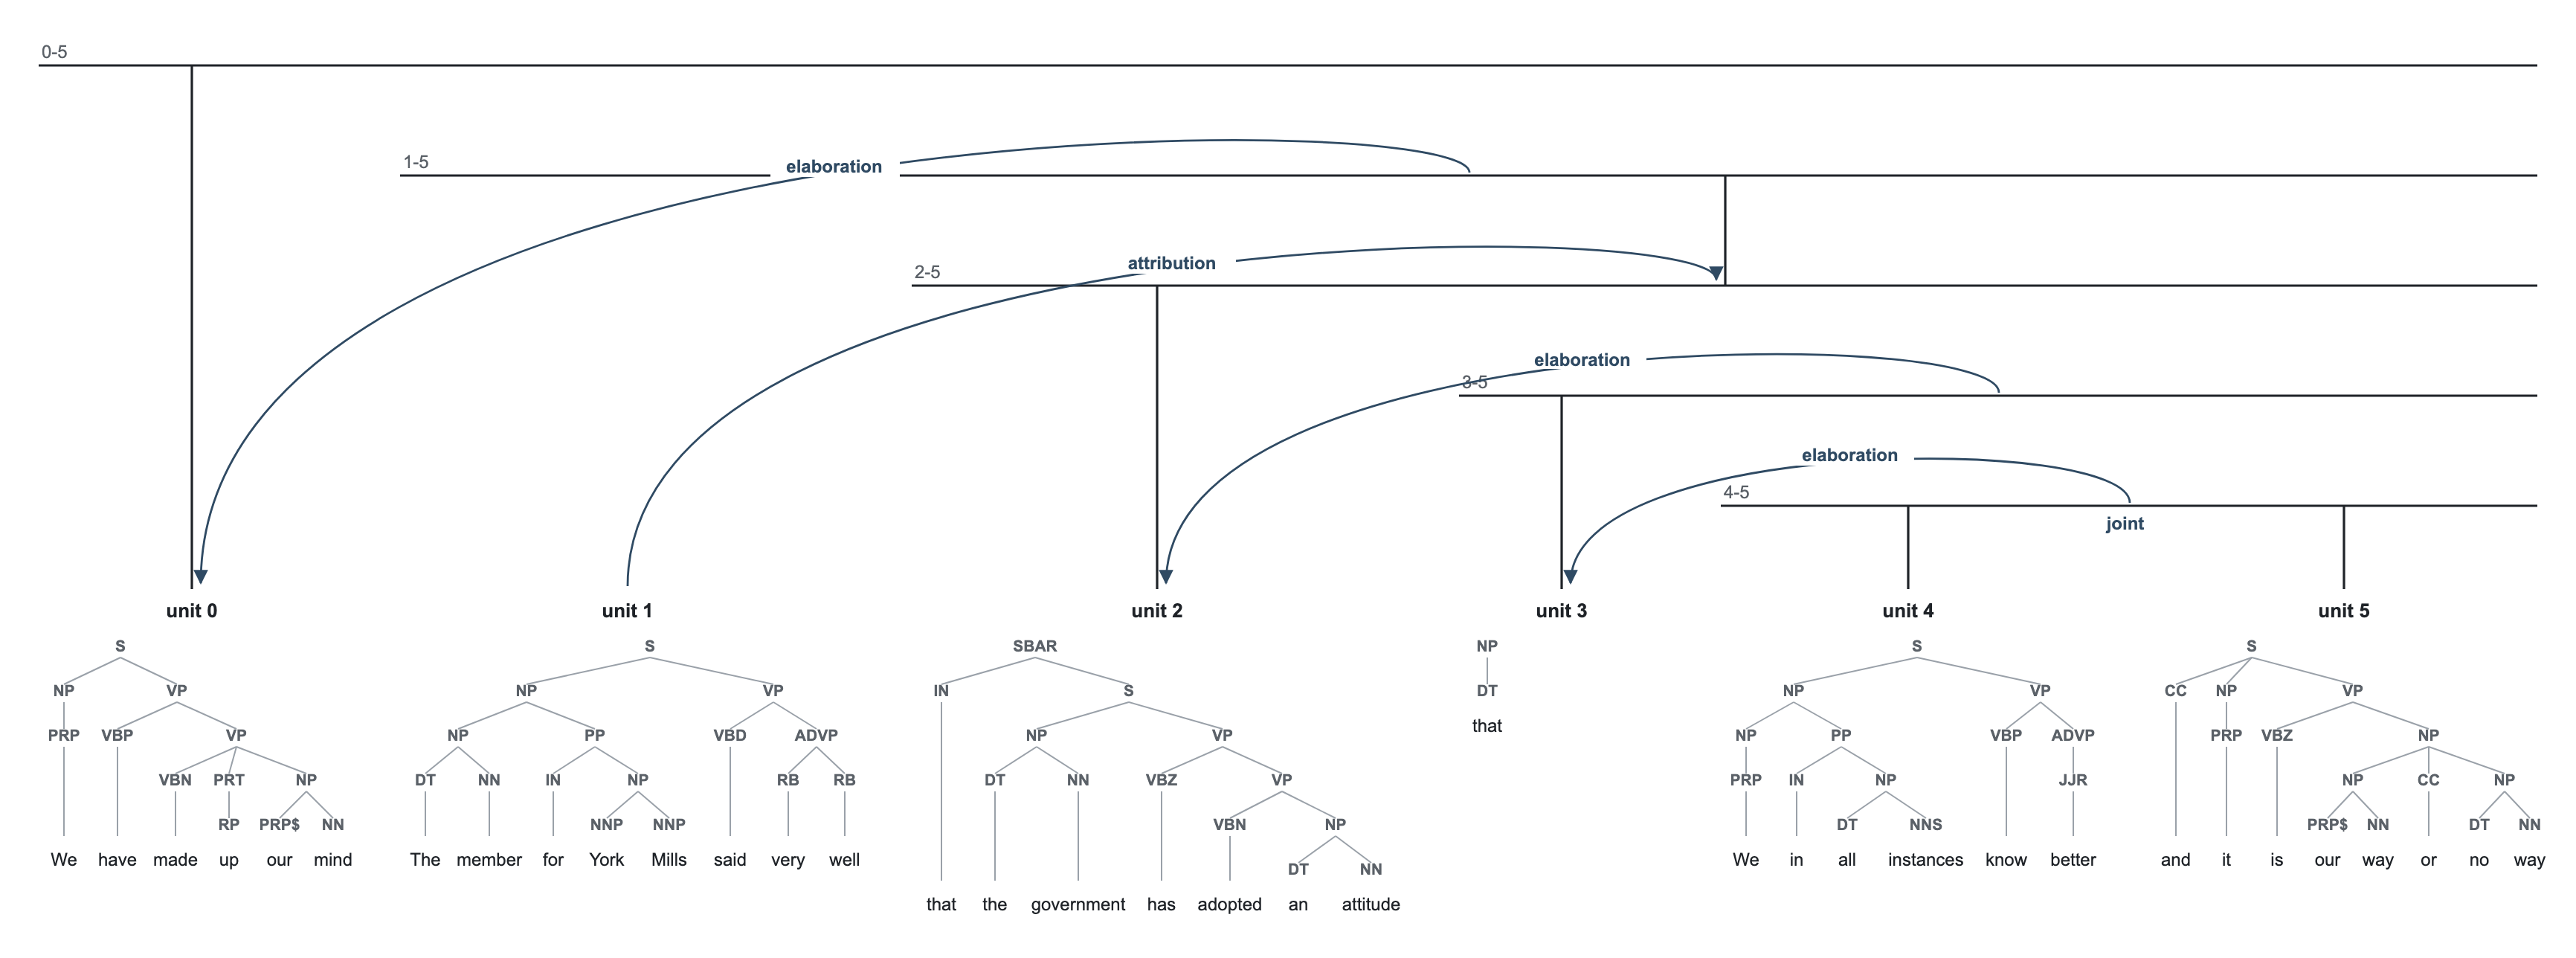 0-5
1-5
elaboration
attribution
2-5
elaboration
3-5
elaboration
4-5
joint
unit 0 unit 1 unit 2 unit 3 unit 4 unit 5
S S SBAR NP S S
NP VP NP VP IN S DT NP VP CC NP VP
that
PRP VBP VP NP PP VBD ADVP NP VP NP PP VBP ADVP PRP VBZ NP
VBN PRT NP DT NN IN NP RB RB DT NN VBZ VP PRP IN NP JJR NP CC NP
RP PRP$ NN NNP NNP VBN NP DT NNS PRP$ NN DT NN
We have made up our mind The member for York Mills said very well We in all instances know better and it is our way or no way
DT NN
that the government has adopted an attitude